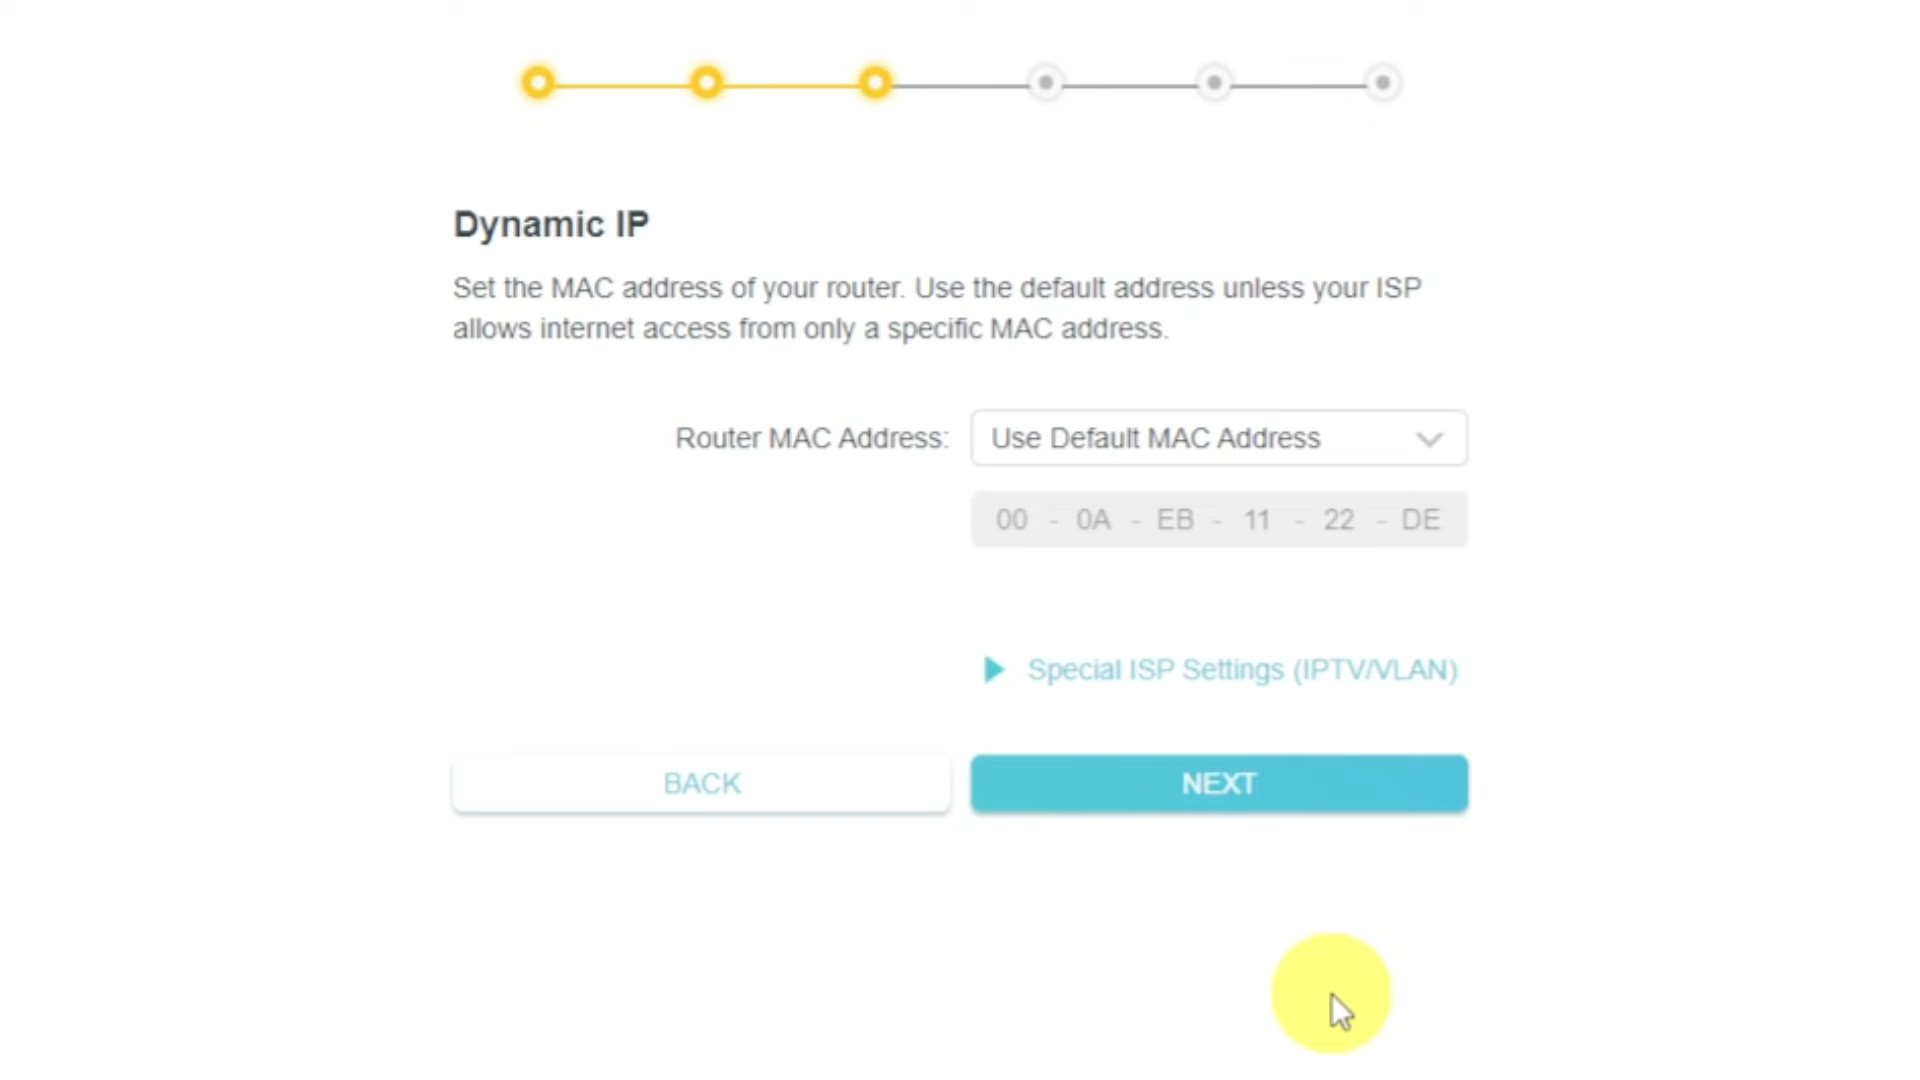 Dynamic IP
Set the MAC address of your router. Use the default address unless your ISP
allows internet access from only a specific MAC address.
Router MAC Address: Use Default MAC Address
00 - 0A - EB - 11 - 22 - DE
Special ISP Settings (IPTV/VLAN)
BACK NEXT